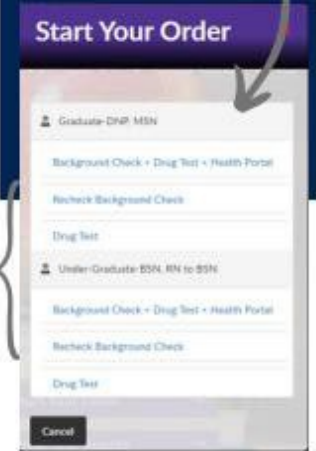 Start Your Order
Graduate-DNP, MSN
Background Check + Drug Test + Health Portal
Recheck Background Check
Drug Test
Under-Graduate-BSN, RN to BSN
Background Check + Drug Test + Health Portal
Recheck Background Check
Drug Test
Cancel